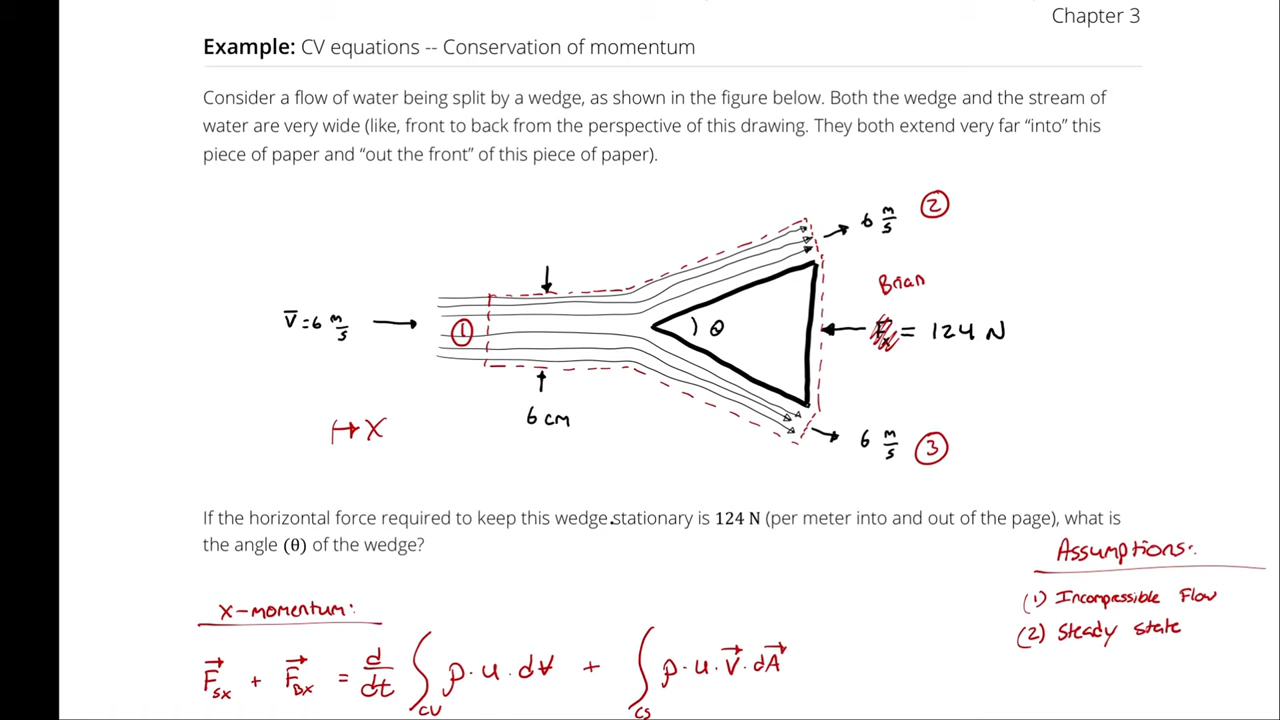 Chapter 3
Example: CV equations -- Conservation of momentum
Consider a flow of water being split by a wedge, as shown in the figure below. Both the wedge and the stream of
water are very wide (like, front to back from the perspective of this drawing. They both extend very far “into” this
piece of paper and “out the front” of this piece of paper).
6 m/s ②
Brian
V̄=6 m/s
①
θ
= 124 N
6 cm
↦ X
6 m/s ③
If the horizontal force required to keep this wedge stationary is 124 N (per meter into and out of the page), what is
the angle (θ) of the wedge?
Assumptions:
(1) Incompressible Flow
(2) Steady state
X-momentum:
F⃗sx + F⃗Bx = d/dt ∫CV ρ·u·dV + ∫CS ρ·u·V⃗·dA⃗